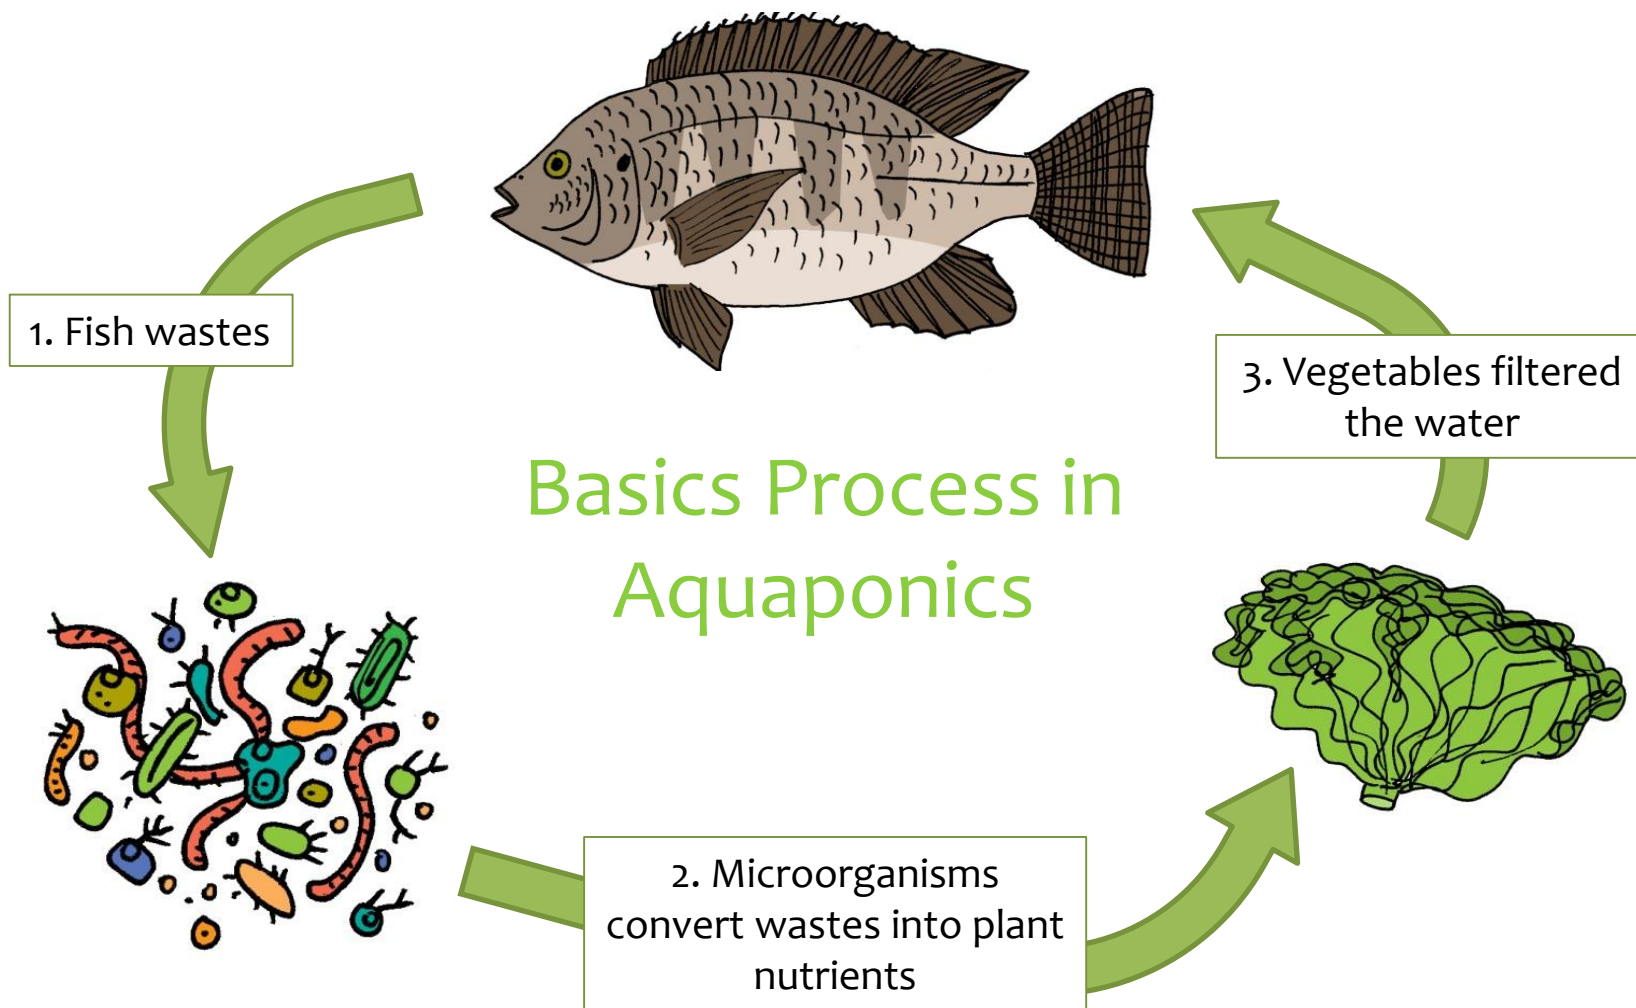 1. Fish wastes
3. Vegetables filtered
the water
Basics Process in
Aquaponics
2. Microorganisms
convert wastes into plant
nutrients